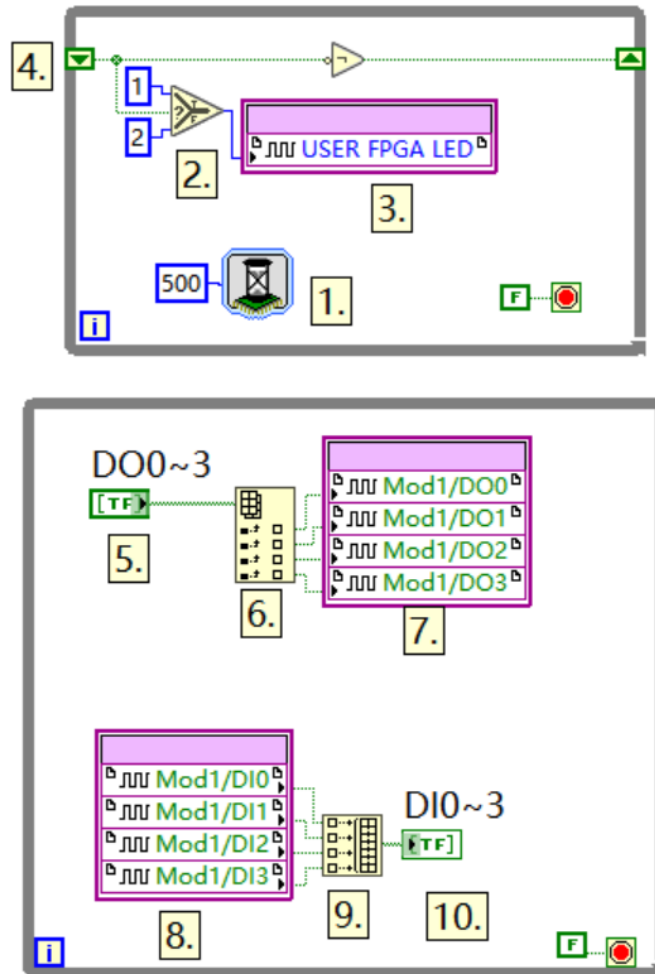 4.
1
2
?
T
F
USER FPGA LED
2.
3.
500
1.
F
i
DO0~3
[TF]
Mod1/DO0
Mod1/DO1
Mod1/DO2
Mod1/DO3
5.
6.
7.
Mod1/DI0
Mod1/DI1
Mod1/DI2
Mod1/DI3
DI0~3
[TF]
8.
9.
10.
F
i